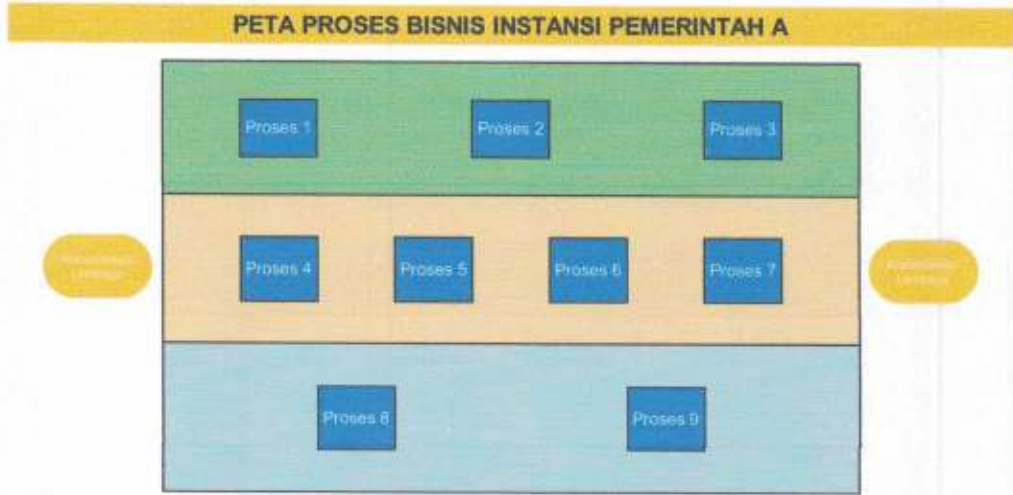 PETA PROSES BISNIS INSTANSI PEMERINTAH A
Proses 1
Proses 2
Proses 3
Proses 4
Proses 5
Proses 6
Proses 7
Proses 8
Proses 9